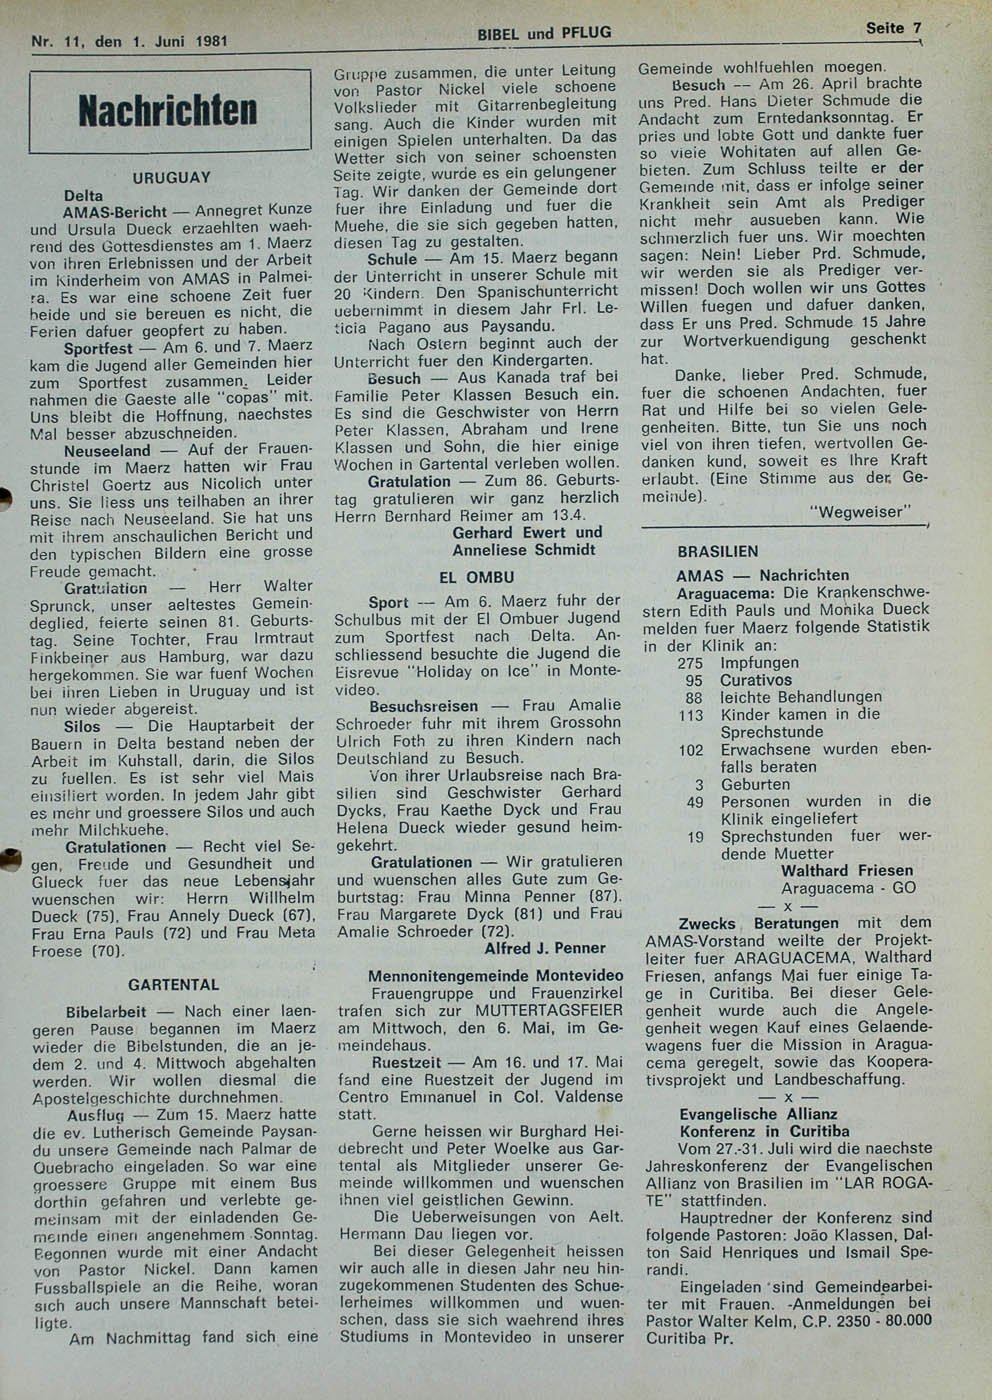 Nr. 11, den 1. Juni 1981
BIBEL und PFLUG
Seite 7
Nachrichten
URUGUAY
Delta
AMAS-Bericht — Annegret Kunze
und Ursula Dueck erzaehlten waeh-
rend des Gottesdienstes am 1. Maerz
von ihren Erlebnissen und der Arbeit
im Kinderheim von AMAS in Palmei-
ra. Es war eine schoene Zeit fuer
beide und sie bereuen es nicht, die
Ferien dafuer geopfert zu haben.
Sportfest — Am 6. und 7. Maerz
kam die Jugend aller Gemeinden hier
zum Sportfest zusammen. Leider
nahmen die Gaeste alle "copas" mit.
Uns bleibt die Hoffnung, naechstes
Mal besser abzuschneiden.
Neuseeland — Auf der Frauen-
stunde im Maerz hatten wir Frau
Christel Goertz aus Nicolich unter
uns. Sie liess uns teilhaben an ihrer
Reise nach Neuseeland. Sie hat uns
mit ihrem anschaulichen Bericht und
den typischen Bildern eine grosse
Freude gemacht.
Gratulation — Herr Walter
Sprunck, unser aeltestes Gemein-
deglied, feierte seinen 81. Geburts-
tag. Seine Tochter, Frau Irmtraut
Finkbeiner aus Hamburg, war dazu
hergekommen. Sie war fuenf Wochen
bei ihren Lieben in Uruguay und ist
nun wieder abgereist.
Silos — Die Hauptarbeit der
Bauern in Delta bestand neben der
Arbeit im Kuhstall, darin, die Silos
zu fuellen. Es ist sehr viel Mais
einsiliert worden. In jedem Jahr gibt
es mehr und groessere Silos und auch
mehr Milchkuehe.
Gratulationen — Recht viel Se-
gen, Freude und Gesundheit und
Glueck fuer das neue Lebensjahr
wuenschen wir: Herrn Willhelm
Dueck (75), Frau Annely Dueck (67),
Frau Erna Pauls (72) und Frau Meta
Froese (70).
GARTENTAL
Bibelarbeit — Nach einer laen-
geren Pause begannen im Maerz
wieder die Bibelstunden, die an je-
dem 2. und 4. Mittwoch abgehalten
werden. Wir wollen diesmal die
Apostelgeschichte durchnehmen.
Ausflug — Zum 15. Maerz hatte
die ev. Lutherisch Gemeinde Paysan-
du unsere Gemeinde nach Palmar de
Quebracho eingeladen. So war eine
groessere Gruppe mit einem Bus
dorthin gefahren und verlebte ge-
meinsam mit der einladenden Ge-
meinde einen angenehmem Sonntag.
Begonnen wurde mit einer Andacht
von Pastor Nickel. Dann kamen
Fussballspiele an die Reihe, woran
sich auch unsere Mannschaft betei-
ligte.
Am Nachmittag fand sich eine
Gruppe zusammen, die unter Leitung
von Pastor Nickel viele schoene
Volkslieder mit Gitarrenbegleitung
sang. Auch die Kinder wurden mit
einigen Spielen unterhalten. Da das
Wetter sich von seiner schoensten
Seite zeigte, wurde es ein gelungener
Tag. Wir danken der Gemeinde dort
fuer ihre Einladung und fuer die
Muehe, die sie sich gegeben hatten,
diesen Tag zu gestalten.
Schule — Am 15. Maerz begann
der Unterricht in unserer Schule mit
20 Kindern. Den Spanischunterricht
uebernimmt in diesem Jahr Frl. Le-
ticia Pagano aus Paysandu.
Nach Ostern beginnt auch der
Unterricht fuer den Kindergarten.
Besuch — Aus Kanada traf bei
Familie Peter Klassen Besuch ein.
Es sind die Geschwister von Herrn
Peter Klassen, Abraham und Irene
Klassen und Sohn, die hier einige
Wochen in Gartental verleben wollen.
Gratulation — Zum 86. Geburts-
tag gratulieren wir ganz herzlich
Herrn Bernhard Reimer am 13.4.
Gerhard Ewert und
Anneliese Schmidt
EL OMBU
Sport — Am 6. Maerz fuhr der
Schulbus mit der El Ombuer Jugend
zum Sportfest nach Delta. An-
schliessend besuchte die Jugend die
Eisrevue "Holiday on Ice" in Monte-
video.
Besuchsreisen — Frau Amalie
Schroeder fuhr mit ihrem Grossohn
Ulrich Foth zu ihren Kindern nach
Deutschland zu Besuch.
Von ihrer Urlaubsreise nach Bra-
silien sind Geschwister Gerhard
Dycks, Frau Kaethe Dyck und Frau
Helena Dueck wieder gesund heim-
gekehrt.
Gratulationen — Wir gratulieren
und wuenschen alles Gute zum Ge-
burtstag: Frau Minna Penner (87).
Frau Margarete Dyck (81) und Frau
Amalie Schroeder (72).
Alfred J. Penner
Mennonitengemeinde Montevideo
Frauengruppe und Frauenzirkel
trafen sich zur MUTTERTAGSFEIER
am Mittwoch, den 6. Mai, im Ge-
meindehaus.
Ruestzeit — Am 16. und 17. Mai
fand eine Ruestzeit der Jugend im
Centro Emmanuel in Col. Valdense
statt.
Gerne heissen wir Burghard Hei-
debrecht und Peter Woelke aus Gar-
tental als Mitglieder unserer Ge-
meinde willkommen und wuenschen
ihnen viel geistlichen Gewinn.
Die Ueberweisungen von Aelt.
Hermann Dau liegen vor.
Bei dieser Gelegenheit heissen
wir auch alle in diesen Jahr neu hin-
zugekommenen Studenten des Schue-
lerheimes willkommen und wuen-
schen, dass sie sich waehrend ihres
Studiums in Montevideo in unserer
Gemeinde wohlfuehlen moegen.
Besuch — Am 26. April brachte
uns Pred. Hans Dieter Schmude die
Andacht zum Erntedanksonntag. Er
pries und lobte Gott und dankte fuer
so vieie Wohitaten auf allen Ge-
bieten. Zum Schluss teilte er der
Gemeinde mit, dass er infolge seiner
Krankheit sein Amt als Prediger
nicht mehr ausueben kann. Wie
schmerzlich fuer uns. Wir moechten
sagen: Nein! Lieber Prd. Schmude,
wir werden sie als Prediger ver-
missen! Doch wollen wir uns Gottes
Willen fuegen und dafuer danken,
dass Er uns Pred. Schmude 15 Jahre
zur Wortverkuendigung geschenkt
hat.
Danke, lieber Pred. Schmude,
fuer die schoenen Andachten, fuer
Rat und Hilfe bei so vielen Gele-
genheiten. Bitte, tun Sie uns noch
viel von ihren tiefen, wertvollen Ge-
danken kund, soweit es Ihre Kraft
erlaubt. (Eine Stimme aus der Ge-
meinde).
"Wegweiser"
BRASILIEN
AMAS — Nachrichten
Araguacema: Die Krankenschwe-
stern Edith Pauls und Monika Dueck
melden fuer Maerz folgende Statistik
in der Klinik an:
275 Impfungen
95 Curativos
88 leichte Behandlungen
113 Kinder kamen in die
Sprechstunde
102 Erwachsene wurden eben-
falls beraten
3 Geburten
49 Personen wurden in die
Klinik eingeliefert
19 Sprechstunden fuer wer-
dende Muetter
Walthard Friesen
Araguacema - GO
— x —
Zwecks Beratungen mit dem
AMAS-Vorstand weilte der Projekt-
leiter fuer ARAGUACEMA, Walthard
Friesen, anfangs Mai fuer einige Ta-
ge in Curitiba. Bei dieser Gele-
genheit wurde auch die Angele-
genheit wegen Kauf eines Gelaende-
wagens fuer die Mission in Aragua-
cema geregelt, sowie das Koopera-
tivsprojekt und Landbeschaffung.
— x —
Evangelische Allianz
Konferenz in Curitiba
Vom 27.-31. Juli wird die naechste
Jahreskonferenz der Evangelischen
Allianz von Brasilien im "LAR ROGA-
TE" stattfinden.
Hauptredner der Konferenz sind
folgende Pastoren: João Klassen, Dal-
ton Said Henriques und Ismail Spe-
randi.
Eingeladen sind Gemeindearbei-
ter mit Frauen. -Anmeldungen bei
Pastor Walter Kelm, C.P. 2350 - 80.000
Curitiba Pr.